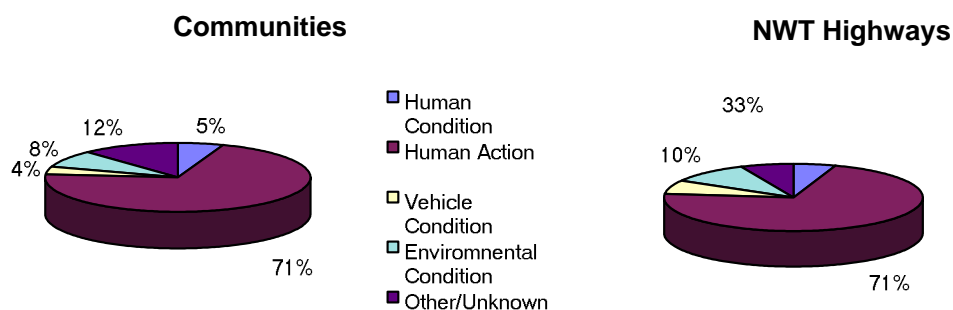 Communities
12%
5%
8%
4%
71%
Human
Condition
Human Action
Vehicle
Condition
Enviromnental
Condition
Other/Unknown
NWT Highways
33%
10%
71%